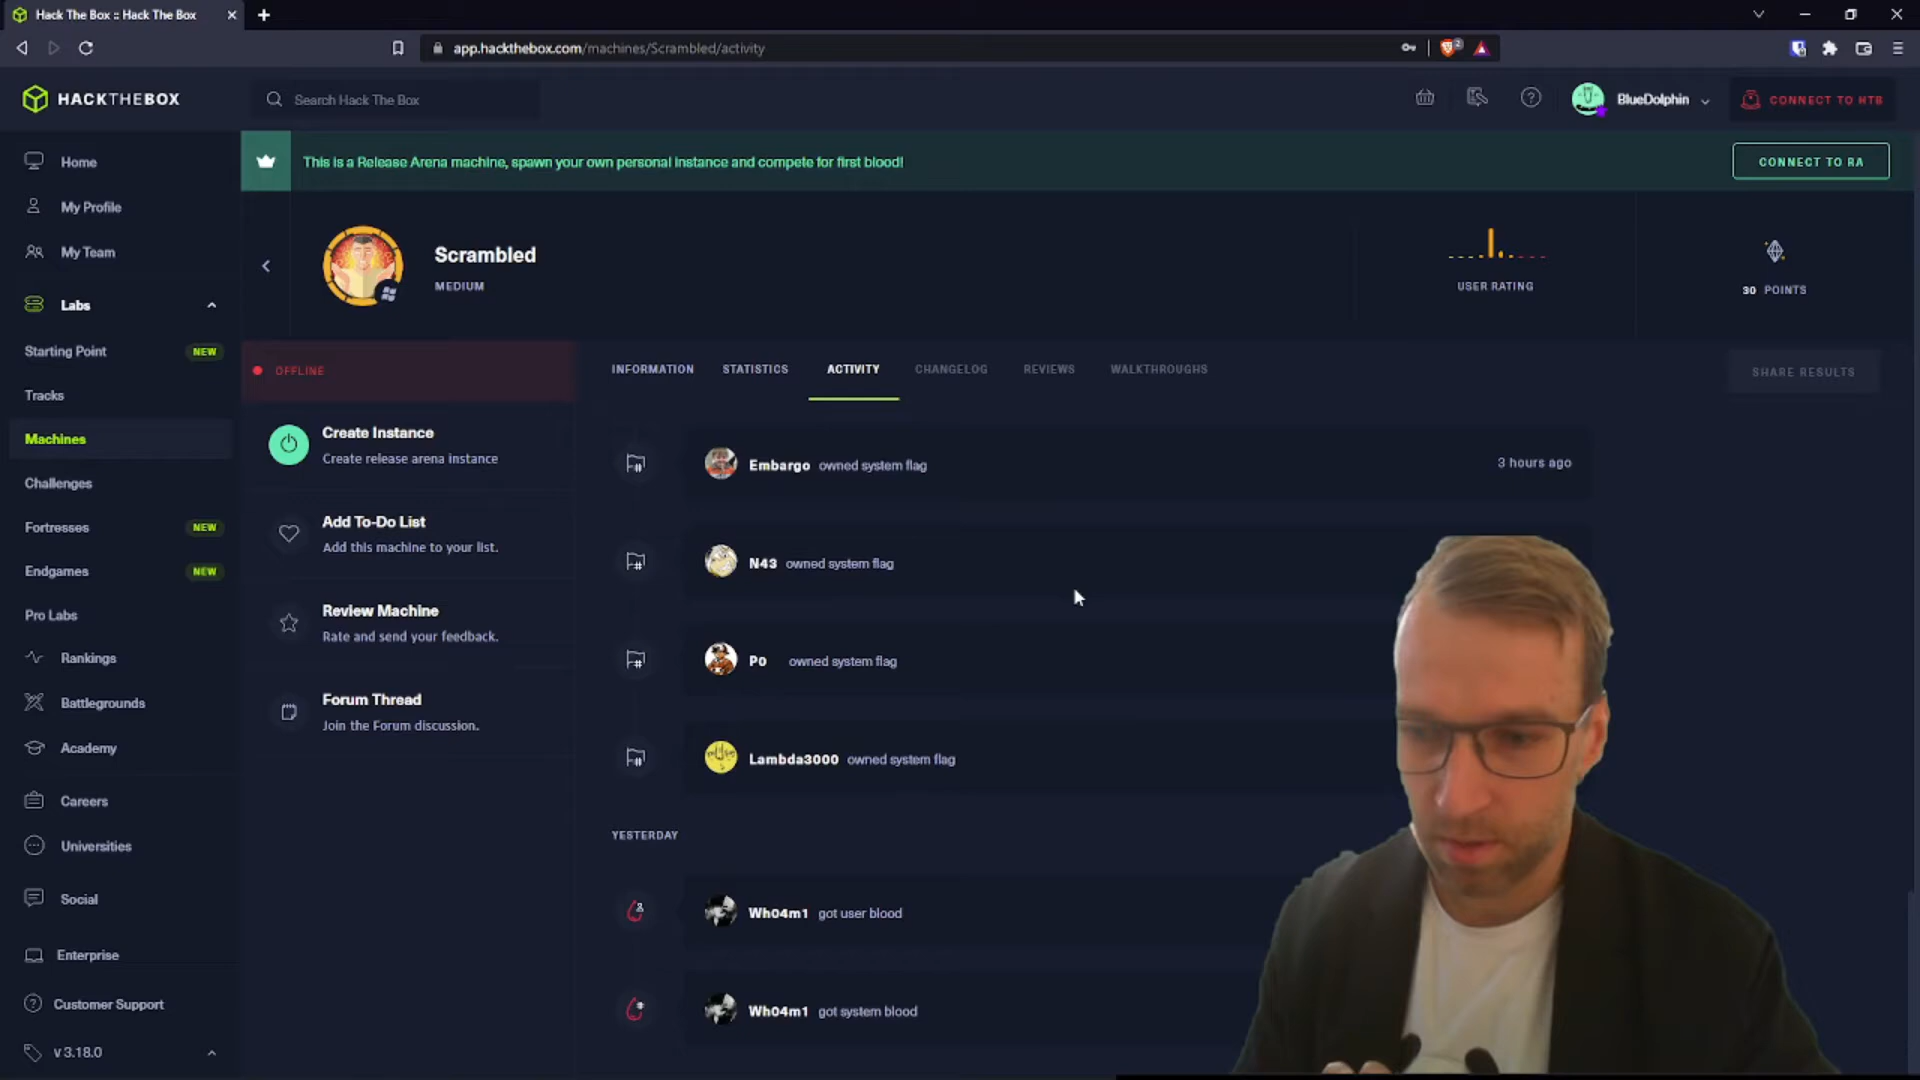 Hack The Box :: Hack The Box
app.hackthebox.com/machines/Scrambled/activity
2
HACKTHEBOX
Search Hack The Box
BlueDolphin
CONNECT TO HTB
Home
My Profile
My Team
Labs
Starting Point NEW
Tracks
Machines
Challenges
Fortresses NEW
Endgames NEW
Pro Labs
Rankings
Battlegrounds
Academy
Careers
Universities
Social
Enterprise
Customer Support
v 3.18.0
This is a Release Arena machine, spawn your own personal instance and compete for first blood!
CONNECT TO RA
Scrambled
MEDIUM
USER RATING
30 POINTS
OFFLINE
Create Instance
Create release arena instance
Add To-Do List
Add this machine to your list.
Review Machine
Rate and send your feedback.
Forum Thread
Join the Forum discussion.
INFORMATION STATISTICS ACTIVITY CHANGELOG REVIEWS WALKTHROUGHS
SHARE RESULTS
Embargo owned system flag 3 hours ago
N43 owned system flag
P0 owned system flag
Lambda3000 owned system flag
YESTERDAY
Wh04m1 got user blood
Wh04m1 got system blood